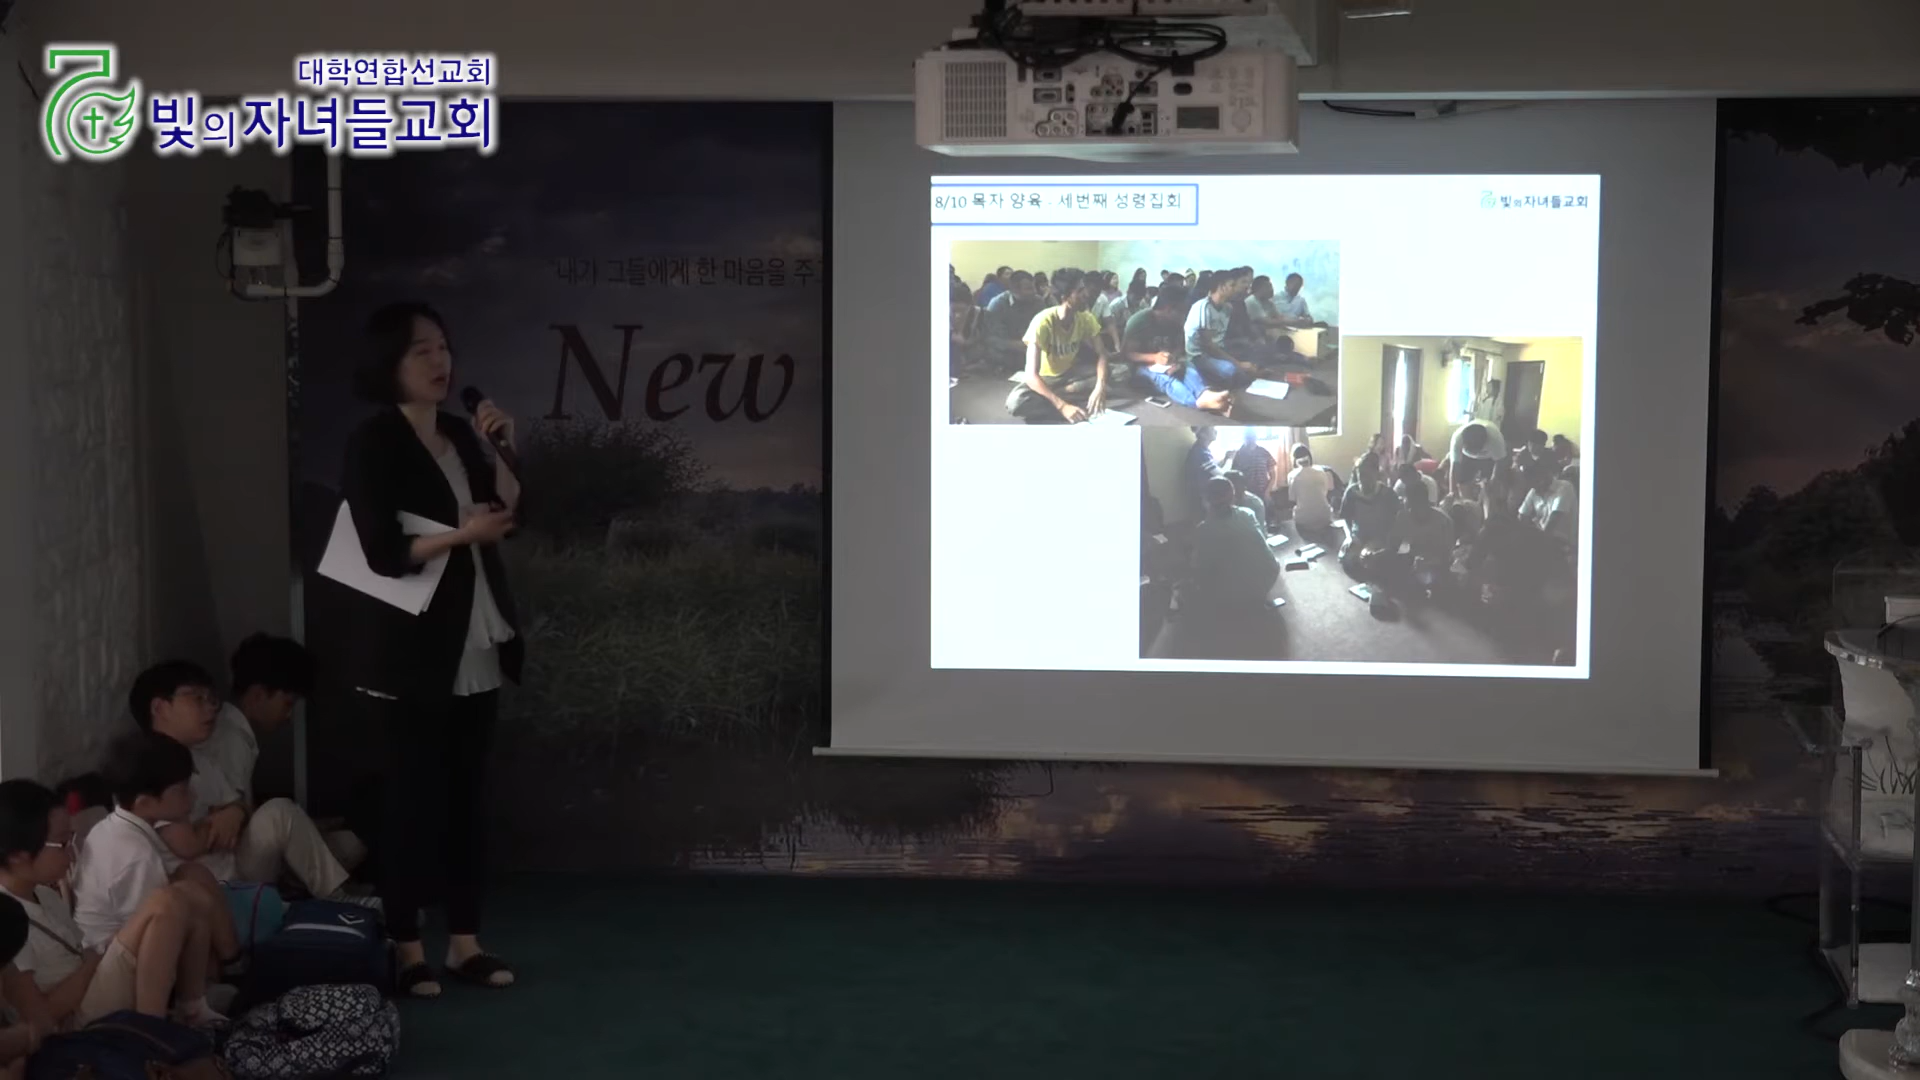 대학연합선교회
빛의자녀들교회
8/10 목자 양육 - 세번째 성령집회
빛의자녀들교회
"내가 그들에게 한 마음을 주
New